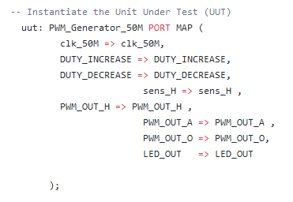 -- Instantiate the Unit Under Test (UUT)
uut: PWM_Generator_50M PORT MAP (
clk_50M => clk_50M,
DUTY_INCREASE => DUTY_INCREASE,
DUTY_DECREASE => DUTY_DECREASE,
sens_H => sens_H ,
PWM_OUT_H => PWM_OUT_H ,
PWM_OUT_A => PWM_OUT_A ,
PWM_OUT_O => PWM_OUT_O,
LED_OUT => LED_OUT
);